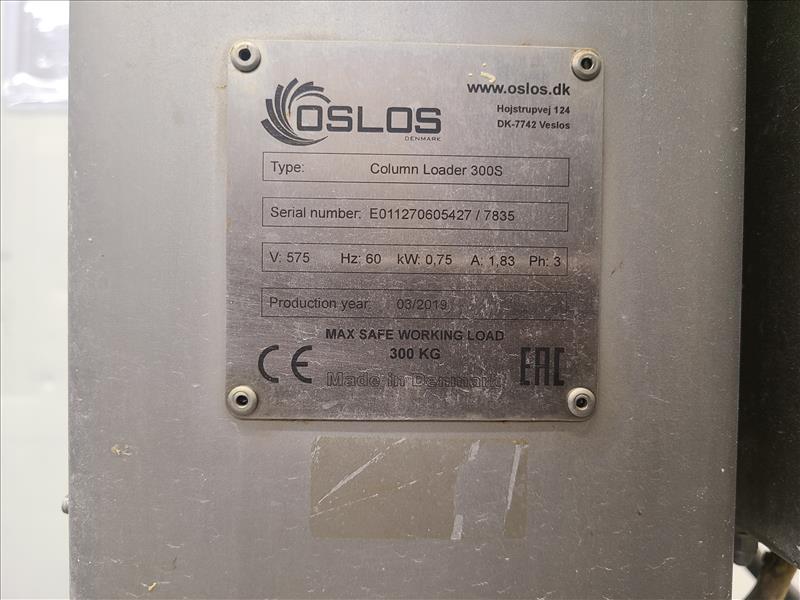 OSLOS
DENMARK
www.oslos.dk
Hojstrupvej 124
DK-7742 Veslos
Type: Column Loader 300S
Serial number: E011270605427 / 7835
V: 575 Hz: 60 kW: 0,75 A: 1,83 Ph: 3
Production year: 03/2019
MAX SAFE WORKING LOAD
300 KG
CE Made in Denmark EAC